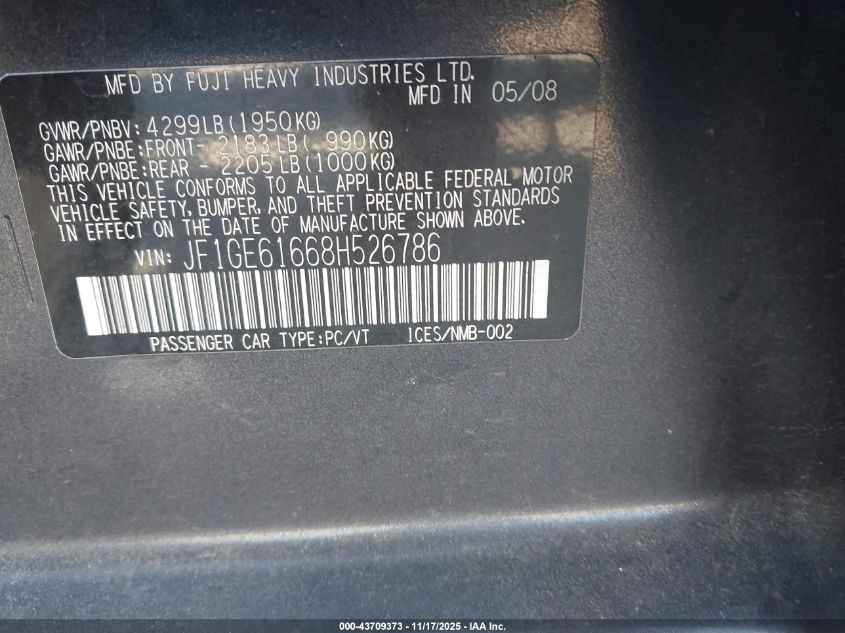 MFD BY FUJI HEAVY INDUSTRIES LTD.
MFD IN 05/08
GVWR/PNBV: 4299LB(1950KG)
GAWR/PNBE:FRONT- 2183LB( 990KG)
GAWR/PNBE:REAR - 2205LB(1000KG)
THIS VEHICLE CONFORMS TO ALL APPLICABLE FEDERAL MOTOR
VEHICLE SAFETY, BUMPER, AND THEFT PREVENTION STANDARDS
IN EFFECT ON THE DATE OF MANUFACTURE SHOWN ABOVE.
VIN: JF1GE61668H526786
PASSENGER CAR TYPE:PC/VT ICES/NMB-002
000-43709373 - 11/17/2025 - IAA Inc.